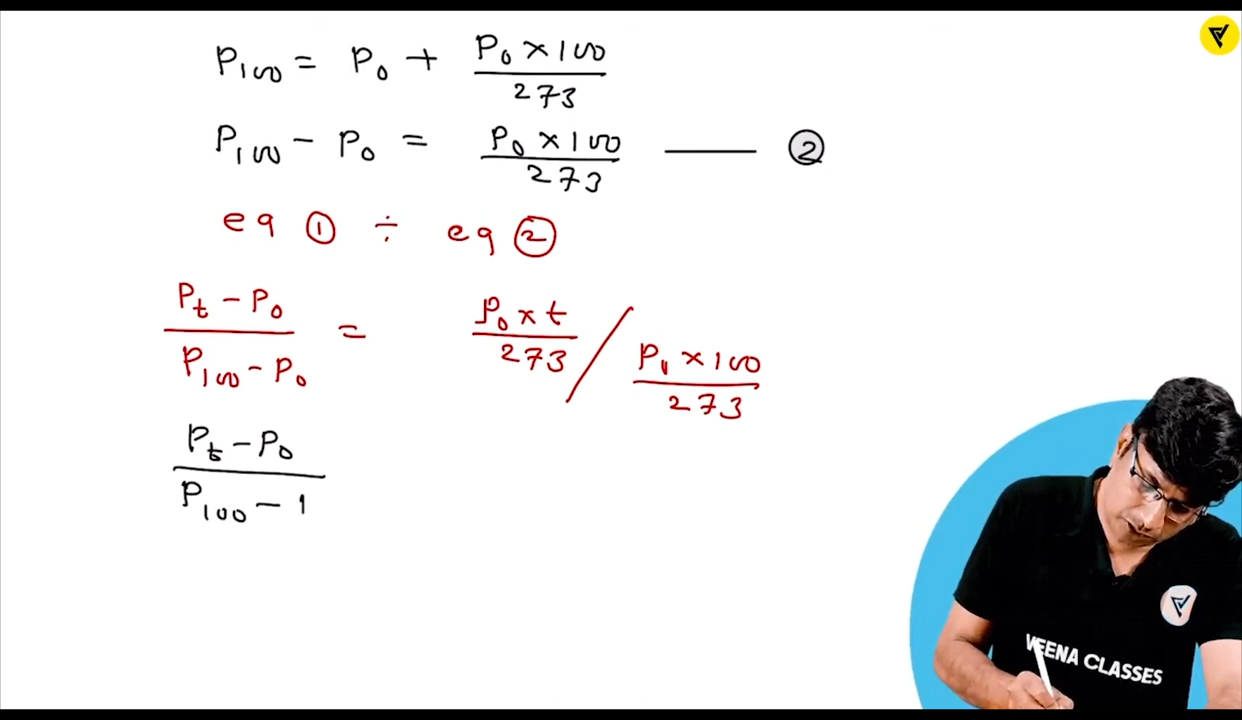 P₁₀₀ = P₀ + P₀ × 100 / 273
P₁₀₀ − P₀ = P₀ × 100 / 273 —— ②
eq ① ÷ eq ②
Pₜ − P₀ / P₁₀₀ − P₀ = P₀ × t / 273 / P₀ × 100 / 273
Pₜ − P₀ / P₁₀₀ − 1
VEENA CLASSES